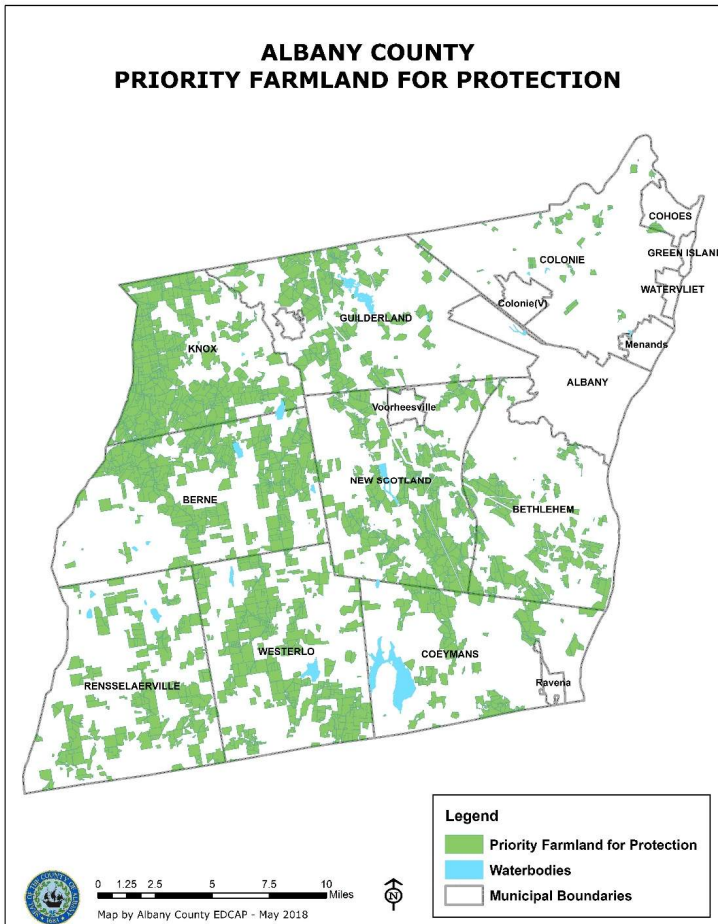 ALBANY COUNTY
PRIORITY FARMLAND FOR PROTECTION
COHOES
GREEN ISLAND
COLONIE
WATERVLIET
Colonie(V)
GUILDERLAND
Menands
KNOX
ALBANY
Voorheesville
NEW SCOTLAND
BERNE
BETHLEHEM
WESTERLO
COEYMANS
RENSSELAERVILLE
Ravena
Legend
Priority Farmland for Protection
Waterbodies
Municipal Boundaries
0 1.25 2.5 5 7.5 10
Miles
N
Map by Albany County EDCAP - May 2018